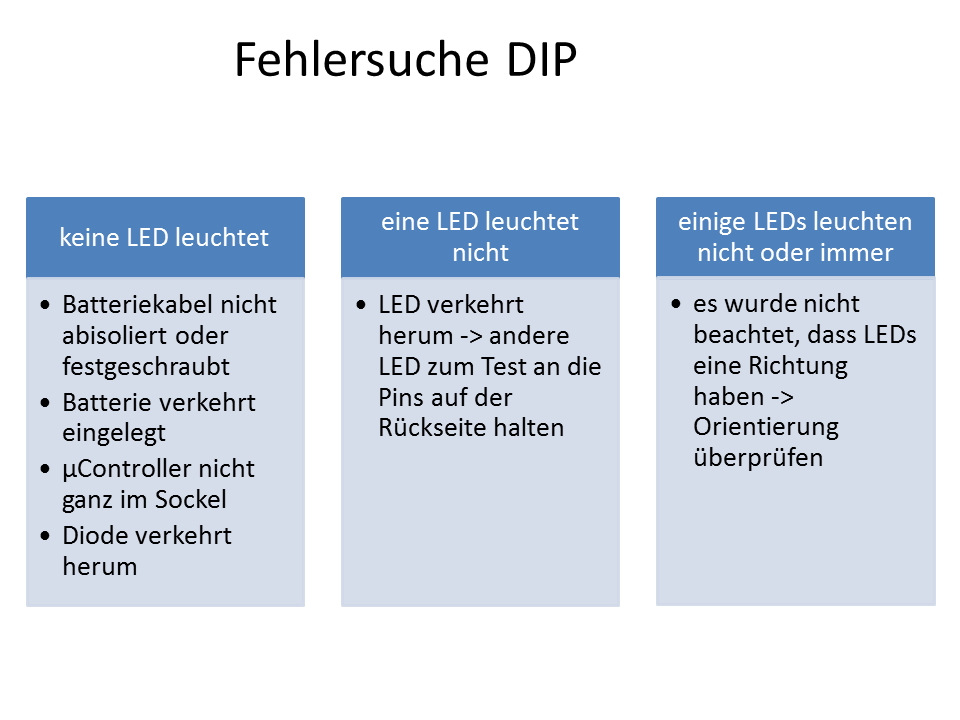 Fehlersuche DIP
keine LED leuchtet
• Batteriekabel nicht
abisoliert oder
festgeschraubt
• Batterie verkehrt
eingelegt
• µController nicht
ganz im Sockel
• Diode verkehrt
herum
eine LED leuchtet
nicht
• LED verkehrt
herum -> andere
LED zum Test an die
Pins auf der
Rückseite halten
einige LEDs leuchten
nicht oder immer
• es wurde nicht
beachtet, dass LEDs
eine Richtung
haben ->
Orientierung
überprüfen